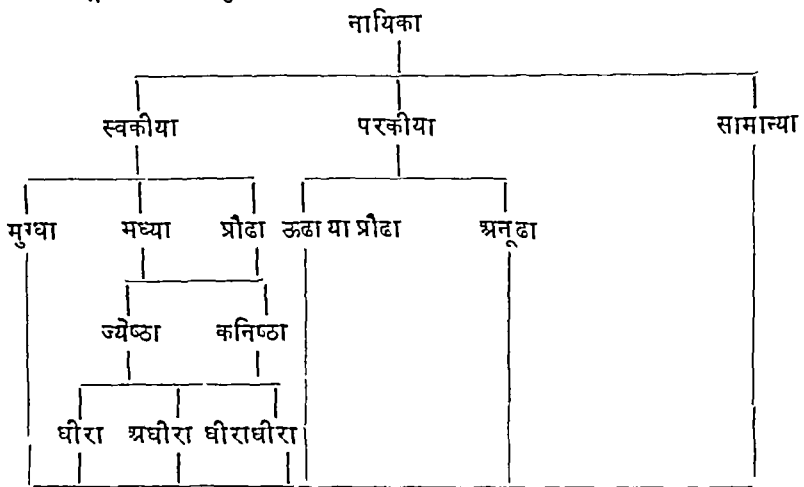 नायिका
स्वकीया परकीया सामान्या
मुग्धा मध्या प्रौढा ऊढा या प्रौढा अनूढा
ज्येष्ठा कनिष्ठा
धीरा अधीरा धीराधीरा